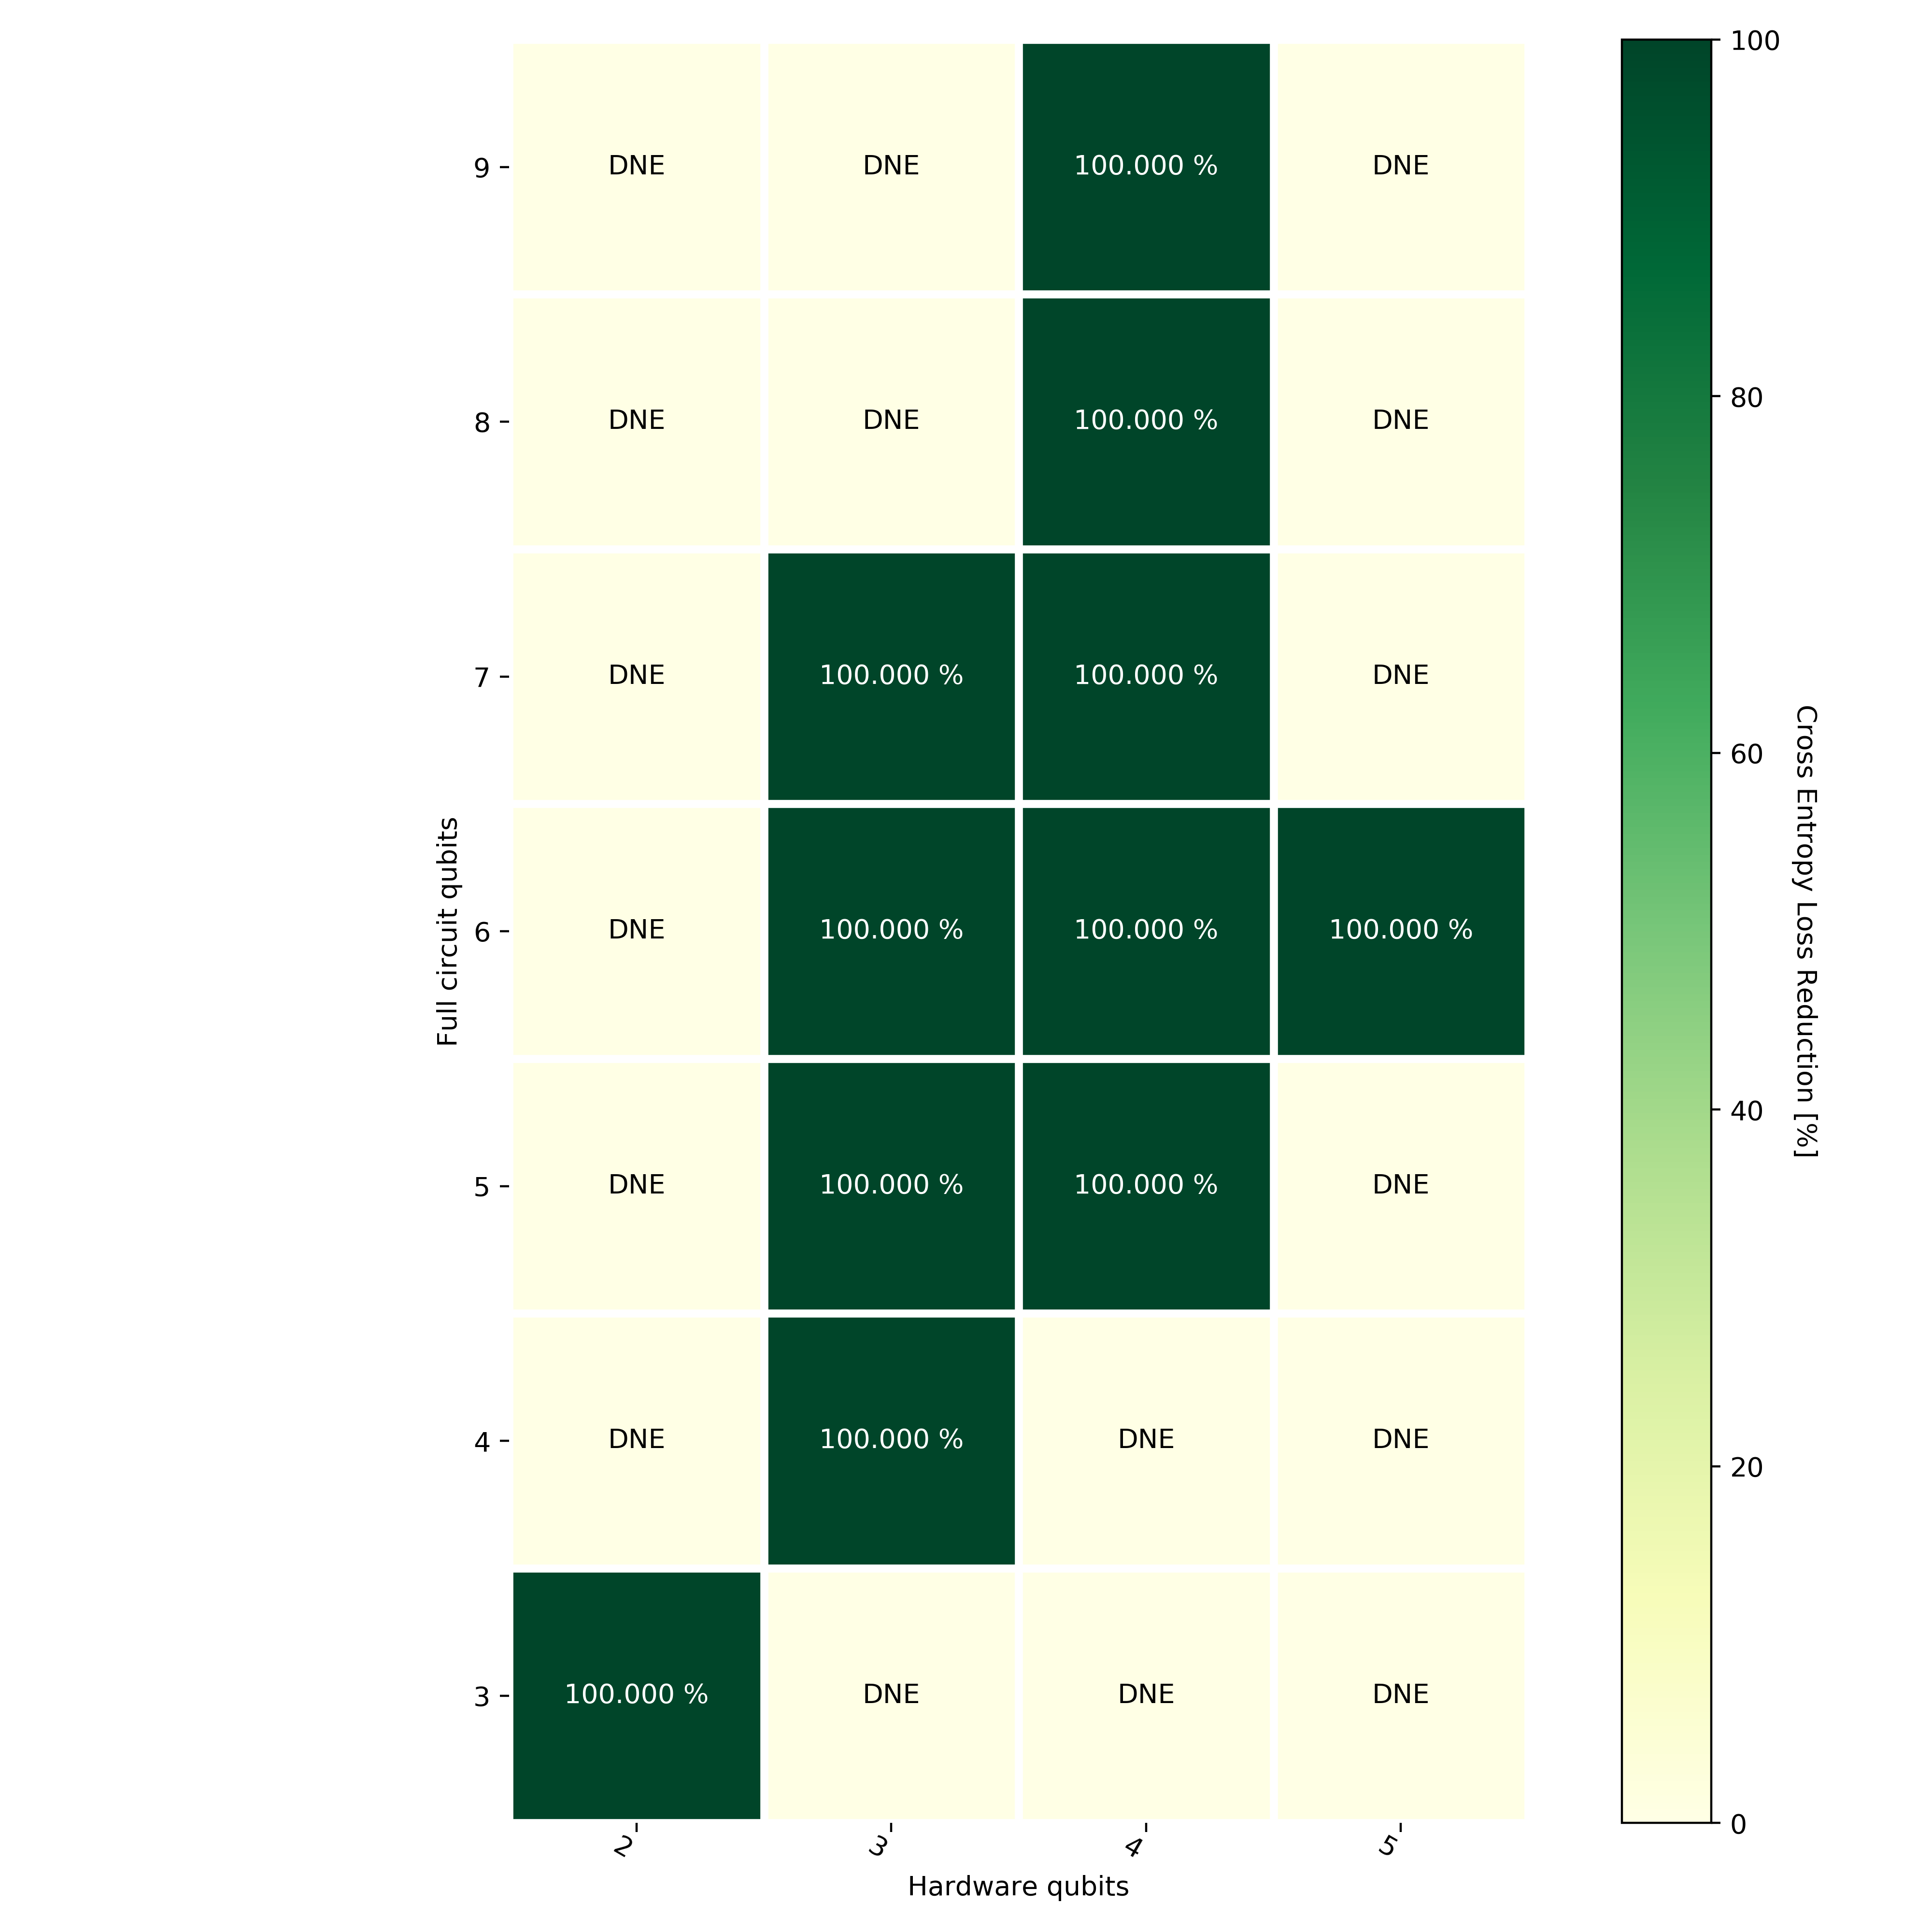 100
9
DNE
DNE
100.000 %
DNE
80
8
DNE
DNE
100.000 %
DNE
7
DNE
100.000 %
100.000 %
DNE
60
Full circuit qubits
6
DNE
100.000 %
100.000 %
100.000 %
Cross Entropy Loss Reduction [%]
40
5
DNE
100.000 %
100.000 %
DNE
4
DNE
100.000 %
DNE
DNE
20
3
100.000 %
DNE
DNE
DNE
0
2
3
4
5
Hardware qubits